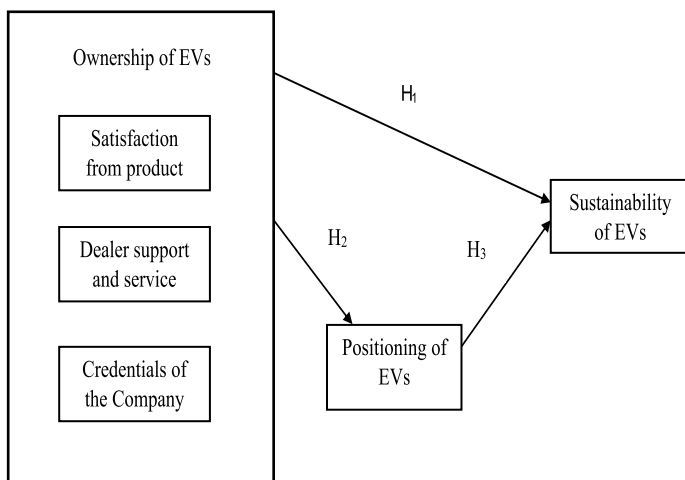 Ownership of EVs
Satisfaction
from product
Dealer support
and service
Credentials of
the Company
H₁
H₂
H₃
Positioning of
EVs
Sustainability
of EVs